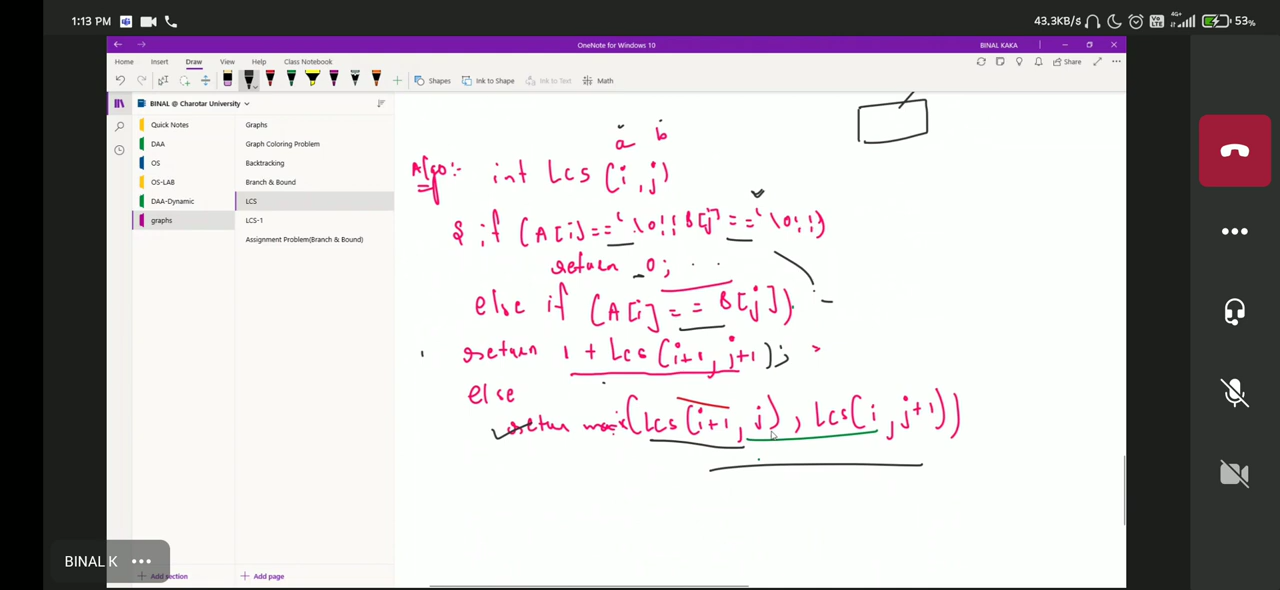 1:13 PM
43.3KB/s 4G+ 53%
OneNote for Windows 10
BINAL KAKA
Home Insert Draw View Help Class Notebook
Share
Shapes Ink to Shape Ink to Text Math
BINAL @ Charotar University
Quick Notes
DAA
OS
OS-LAB
DAA-Dynamic
graphs
Graphs
Graph Coloring Problem
Backtracking
Branch & Bound
LCS
LCS-1
Assignment Problem(Branch & Bound)
Add section
Add page
a b
Algo:- int Lcs (i, j)
if (A[i]=='\0' || B[j]=='\0')
return 0;
else if (A[i] == B[j])
return 1 + Lcs(i+1, j+1);
else
return max(Lcs(i+1, j), Lcs(i, j+1))
BINAL K